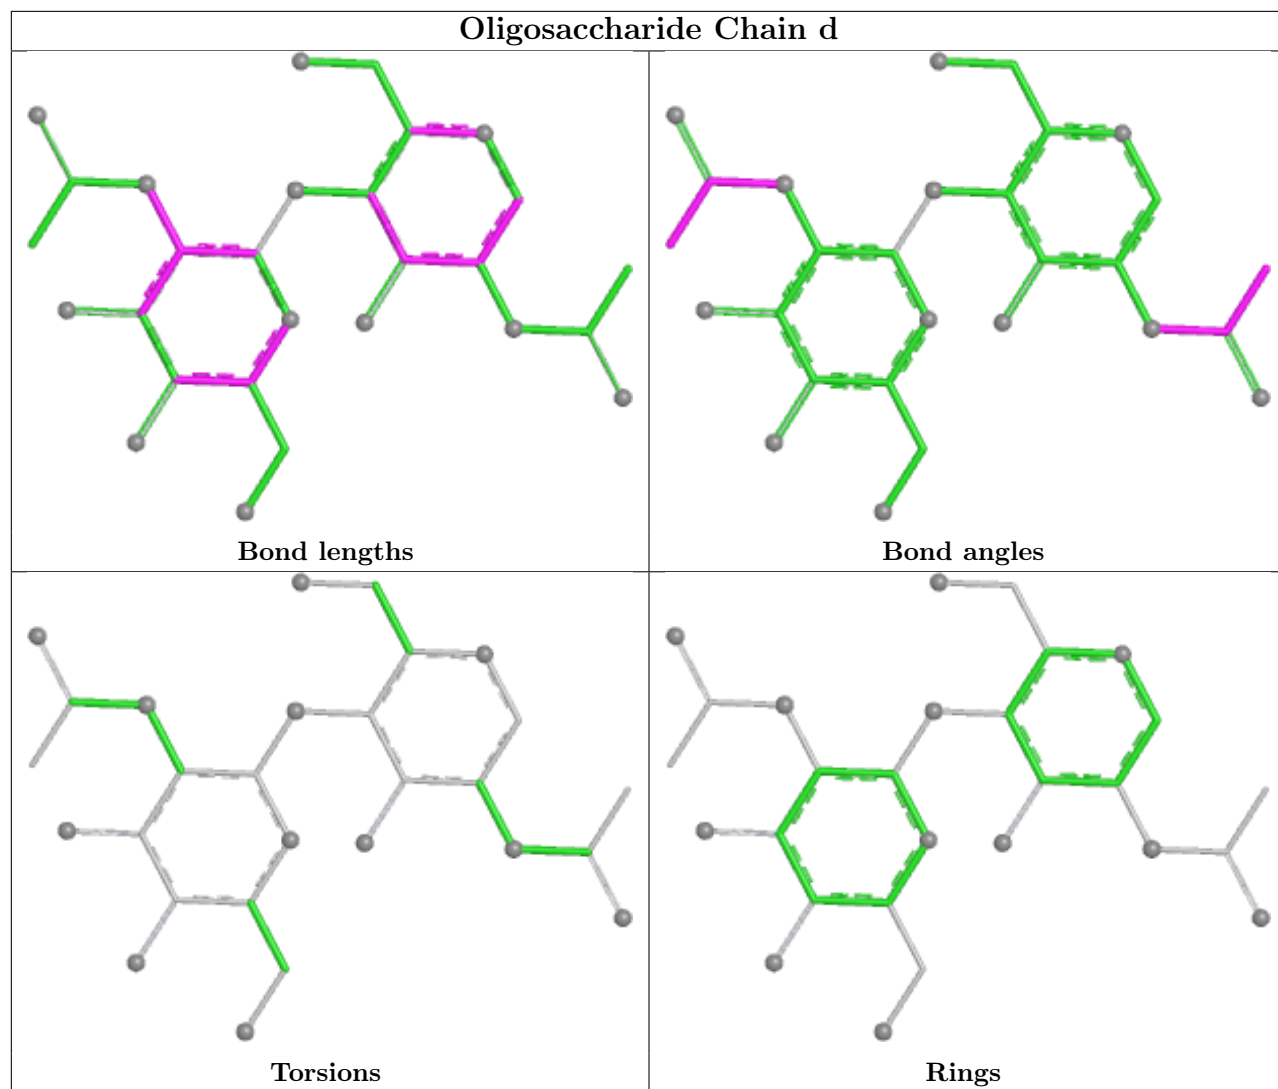 Oligosaccharide Chain d
Bond lengths
Bond angles
Torsions
Rings